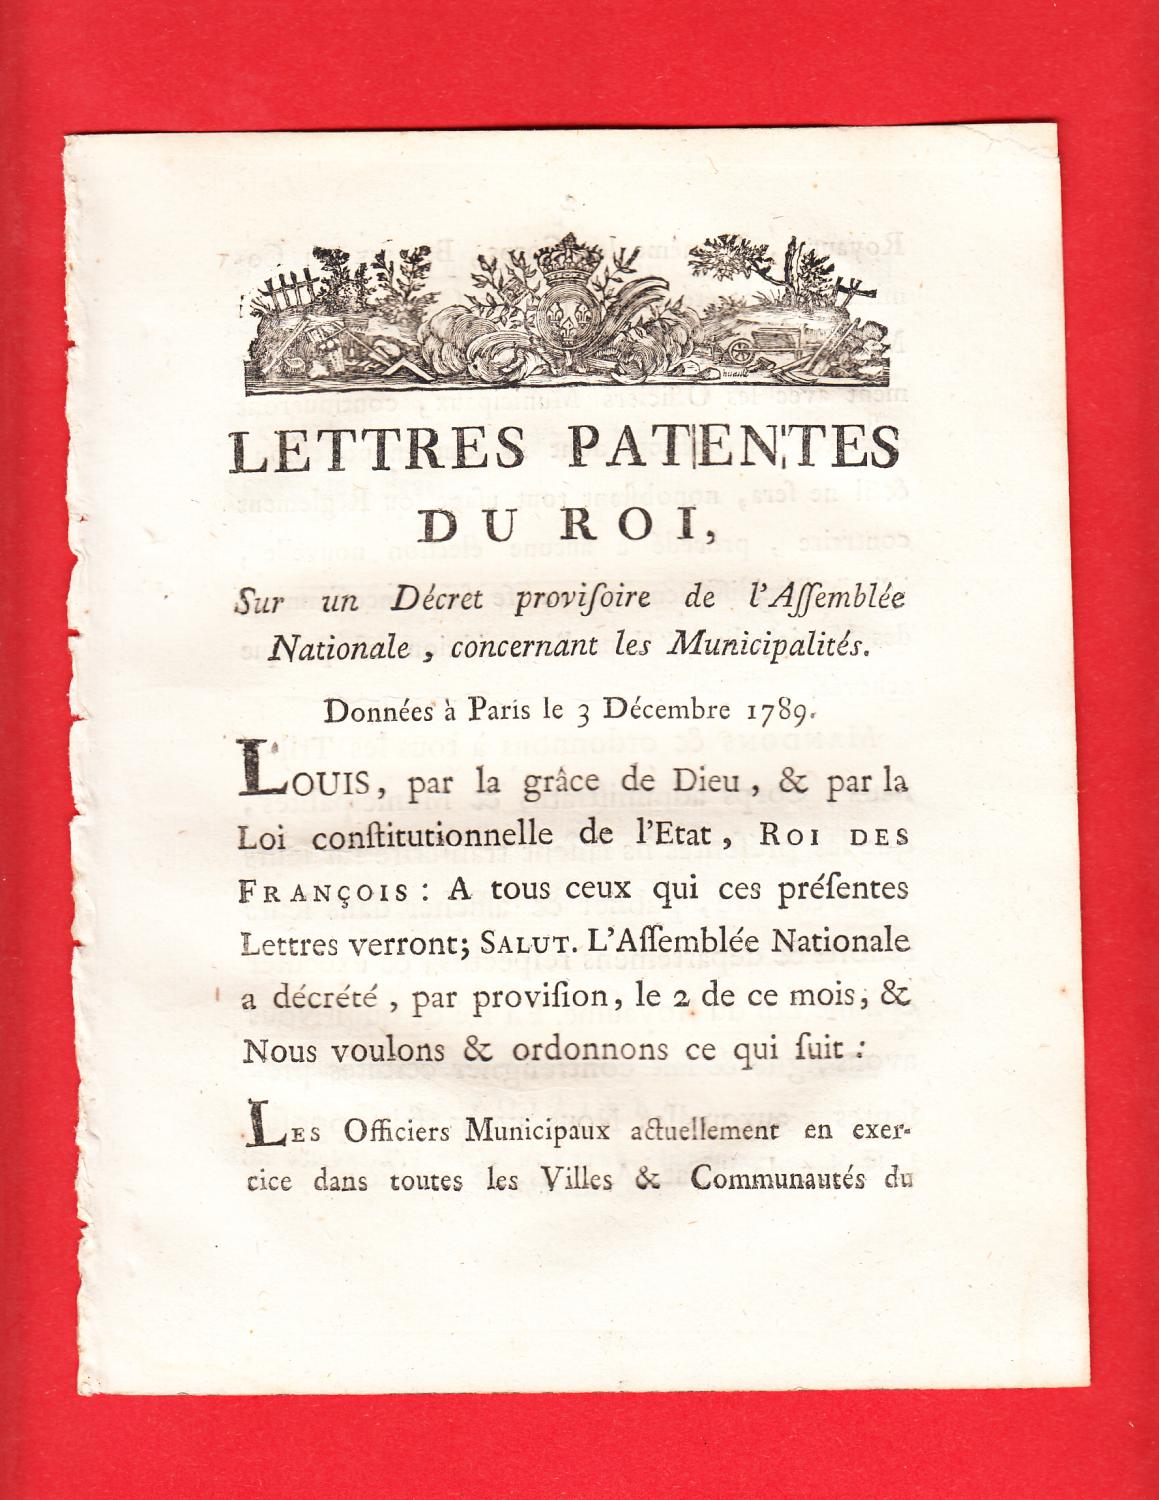 LETTRES PATENTES
DU ROI,
Sur un Décret proviſoire de l'Aſſemblée
Nationale, concernant les Municipalités.
Données à Paris le 3 Décembre 1789.
LOUIS, par la grâce de Dieu, & par la
Loi conſtitutionnelle de l'Etat, ROI DES
FRANÇOIS : A tous ceux qui ces préſentes
Lettres verront; SALUT. L'Aſſemblée Nationale
a décrété, par proviſion, le 2 de ce mois, &
Nous voulons & ordonnons ce qui ſuit :
LES Officiers Municipaux actuellement en exer-
cice dans toutes les Villes & Communautés du